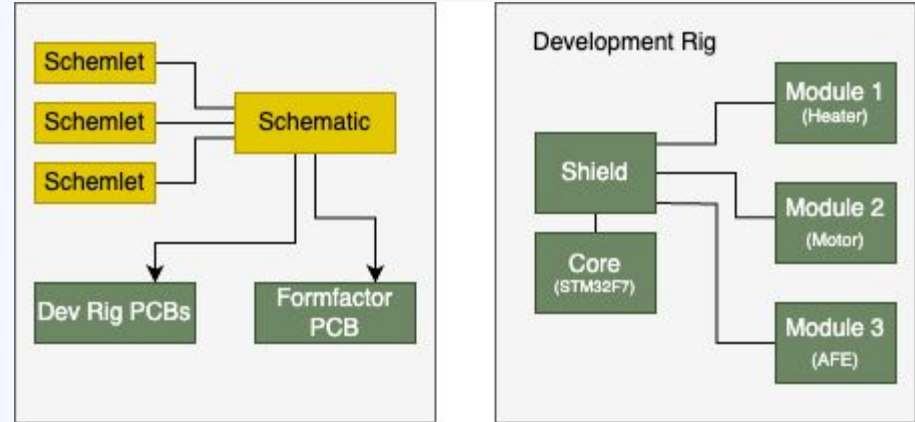 Schemlet
Schemlet
Schemlet
Schematic
Dev Rig PCBs
Formfactor
PCB
Development Rig
Shield
Core
(STM32F7)
Module 1
(Heater)
Module 2
(Motor)
Module 3
(AFE)